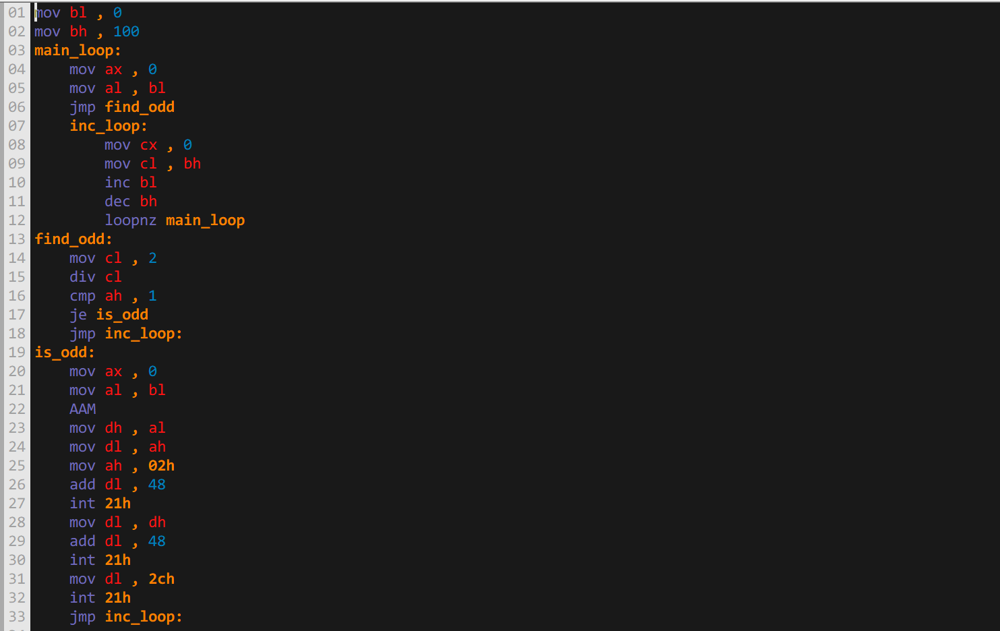 01 mov bl , 0
02 mov bh , 100
03 main_loop:
04     mov ax , 0
05     mov al , bl
06     jmp find_odd
07     inc_loop:
08         mov cx , 0
09         mov cl , bh
10         inc bl
11         dec bh
12         loopnz main_loop
13 find_odd:
14     mov cl , 2
15     div cl
16     cmp ah , 1
17     je is_odd
18     jmp inc_loop:
19 is_odd:
20     mov ax , 0
21     mov al , bl
22     AAM
23     mov dh , al
24     mov dl , ah
25     mov ah , 02h
26     add dl , 48
27     int 21h
28     mov dl , dh
29     add dl , 48
30     int 21h
31     mov dl , 2ch
32     int 21h
33     jmp inc_loop: